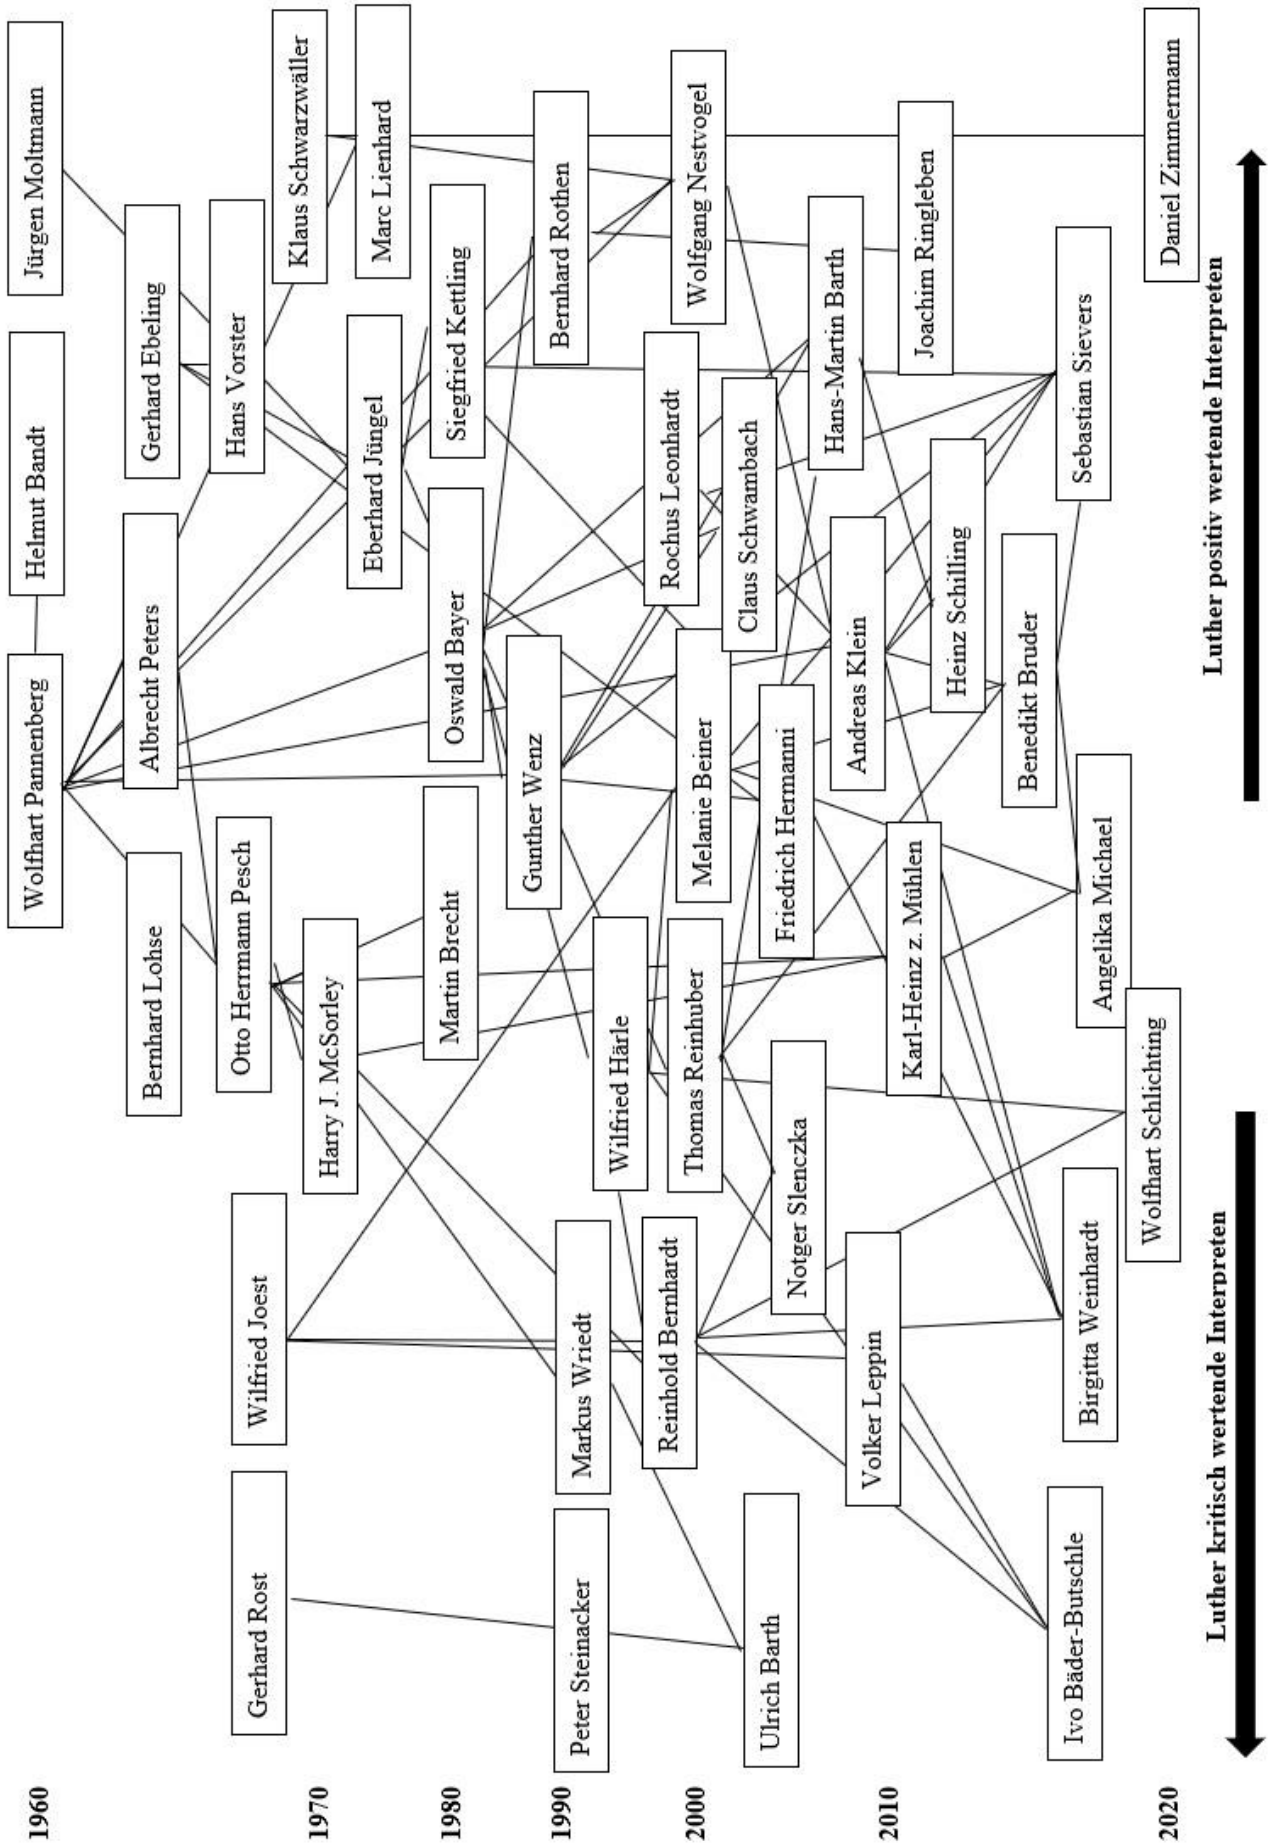 1960
Wolfhart Pannenberg
Helmut Bandt
Jürgen Moltmann
Bernhard Lohse
Albrecht Peters
Gerhard Ebeling
Otto Herrmann Pesch
Hans Vorster
Gerhard Rost
Wilfried Joest
Klaus Schwarzwäller
1970
Harry J. McSorley
Marc Lienhard
Eberhard Jüngel
1980
Martin Brecht
Oswald Bayer
Siegfried Kettling
Gunther Wenz
Bernhard Rothen
1990
Peter Steinacker
Markus Wriedt
Wilfried Härle
Reinhold Bernhardt
Rochus Leonhardt
2000
Thomas Reinhuber
Melanie Beiner
Wolfgang Nestvogel
Claus Schwambach
Ulrich Barth
Notger Slenczka
Friedrich Hermanni
Hans-Martin Barth
Volker Leppin
Andreas Klein
2010
Karl-Heinz z. Mühlen
Joachim Ringleben
Heinz Schilling
Benedikt Bruder
Ivo Bäder-Butschle
Birgitta Weinhardt
Sebastian Sievers
Angelika Michael
Wolfhart Schlichting
2020
Daniel Zimmermann
Luther kritisch wertende Interpreten
Luther positiv wertende Interpreten